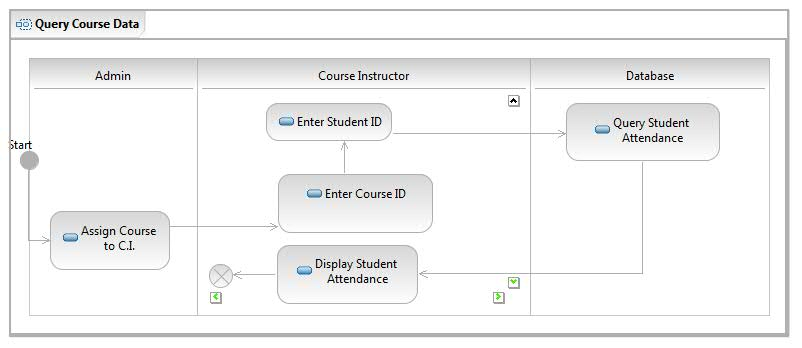 Query Course Data
Admin
Course Instructor
Database
Start
Enter Student ID
Query Student
Attendance
Enter Course ID
Assign Course
to C.I.
Display Student
Attendance